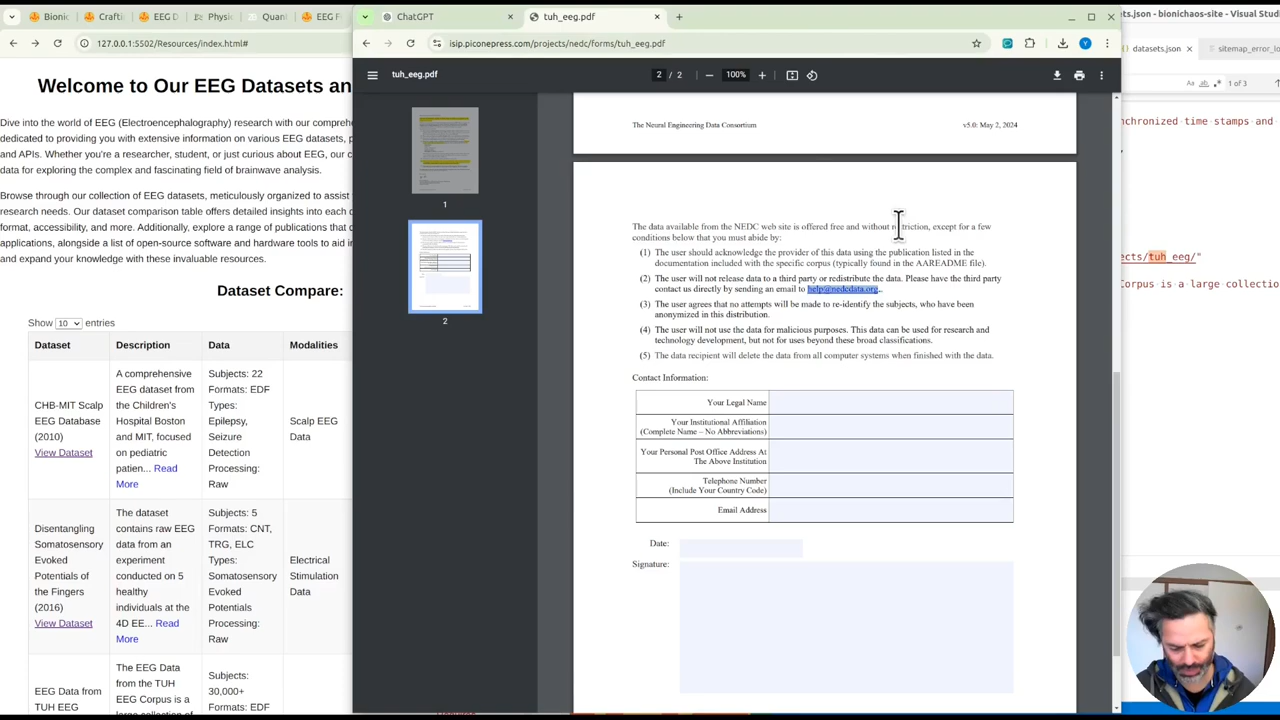 Bionic
Crafti
EEG D
Physic
Quant
EEG F
ChatGPT
tuh_eeg.pdf
ts.json - bionichaos-site - Visual Stud
127.0.0.1:5502/Resources/index.html#
isip.piconepress.com/projects/nedc/forms/tuh_eeg.pdf
datasets.json
sitemap_error_lo
tuh_eeg.pdf
2 / 2
100%
1 of 3
Welcome to Our EEG Datasets an
Dive into the world of EEG (Electroencephalography) research with our comprehe
dedicated to providing you with extensive information on various EEG datasets, p
and APIs. Whether you're a researcher, student, or just curious about EEG, our c
data for exploring the complex and fascinating field of brainwave analysis.
Browse through our collection of EEG datasets, meticulously organized to assist
research needs. Our dataset comparison table offers detailed insights into each d
format, accessibility, and more. Additionally, explore a range of publications that
applications, alongside a list of open-source software and hardware tools to aid in
and expand your knowledge with these invaluable resources.
Dataset Compare:
Show 10 entries
Dataset
Description
Data
Modalities
CHB-MIT Scalp
EEG Database
(2010)
View Dataset
A comprehensive
EEG dataset from
the Children's
Hospital Boston
and MIT, focused
on pediatric
patien... Read
More
Subjects: 22
Formats: EDF
Types:
Epilepsy,
Seizure
Detection
Processing:
Raw
Scalp EEG
Data
Disentangling
Somatosensory
Evoked
Potentials of
the Fingers
(2016)
View Dataset
The dataset
contains raw EEG
data from an
experiment
conducted on 5
healthy
individuals at the
4D EE... Read
More
Subjects: 5
Formats: CNT,
TRG, ELC
Types:
Somatosensory
Evoked
Potentials
Processing:
Raw
Electrical
Stimulation
Data
EEG Data from
TUH EEG
The EEG Data
from the TUH
EEG Corpus is a
large collection of
Subjects:
30,000+
Formats: EDF
1
2
The Neural Engineering Data Consortium
v5.0: May 2, 2024
The data available from the NEDC web site is offered free and without restriction, except for a few
conditions below that you must abide by:
(1) The user should acknowledge the provider of this data using the publication listed in the
documentation included with the specific corpus (typically found in the AAREADME file).
(2) The user will not release data to a third party or redistribute the data. Please have the third party
contact us directly by sending an email to help@nedcdata.org..
(3) The user agrees that no attempts will be made to re-identify the subjects, who have been
anonymized in this distribution.
(4) The user will not use the data for malicious purposes. This data can be used for research and
technology development, but not for uses beyond these broad classifications.
(5) The data recipient will delete the data from all computer systems when finished with the data.
Contact Information:
Your Legal Name
Your Institutional Affiliation
(Complete Name – No Abbreviations)
Your Personal Post Office Address At
The Above Institution
Telephone Number
(Include Your Country Code)
Email Address
Date:
Signature:
nchronized time stamps and
jects/tuh_eeg/"
Corpus is a large collectio